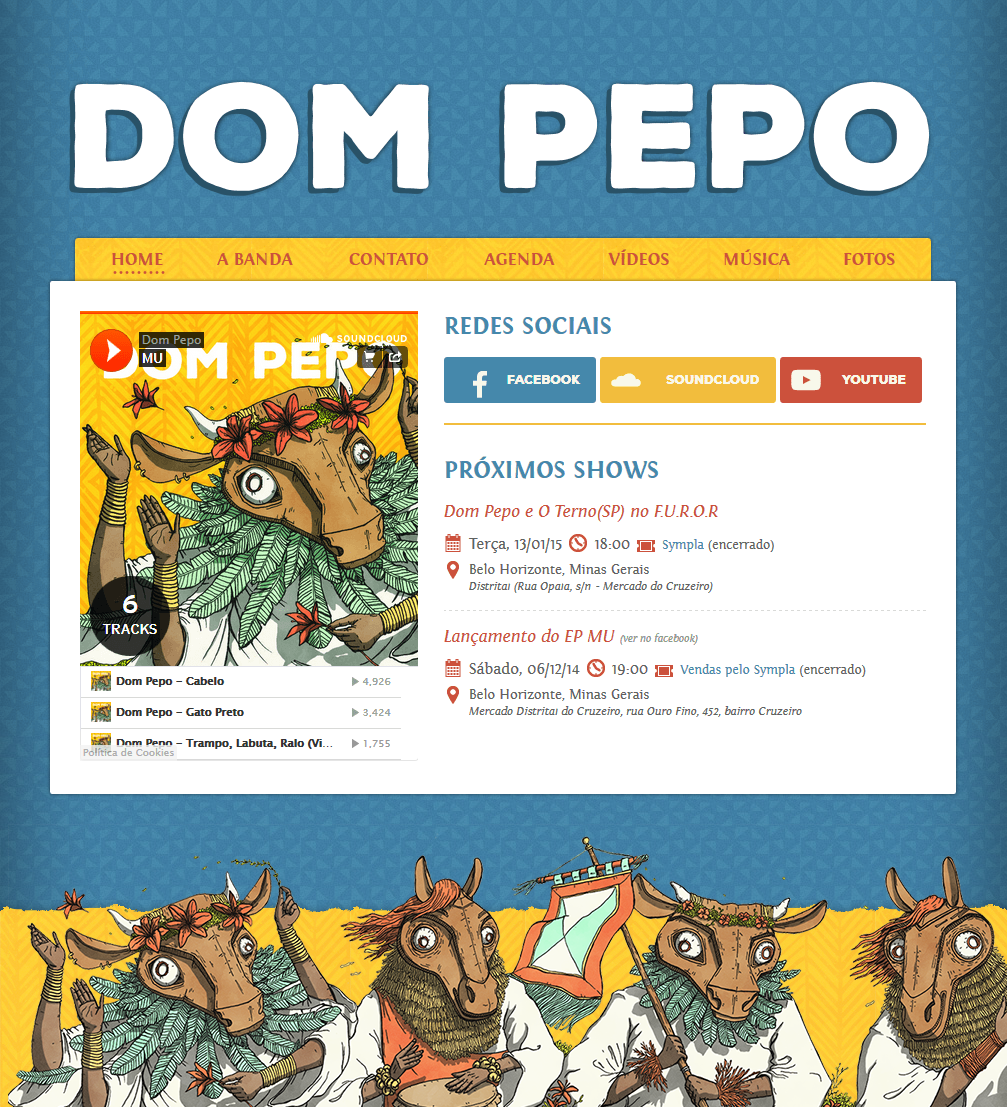 DOM PEPO
HOME A BANDA CONTATO AGENDA VÍDEOS MÚSICA FOTOS
Dom Pepo
MU
SOUNDCLOUD
DOM PEPO
6
TRACKS
Dom Pepo – Cabelo 4,926
Dom Pepo – Gato Preto 3,424
Dom Pepo – Trampo, Labuta, Ralo (Vi... 1,755
Política de Cookies
REDES SOCIAIS
FACEBOOK SOUNDCLOUD YOUTUBE
PRÓXIMOS SHOWS
Dom Pepo e O Terno(SP) no F.U.R.O.R
Terça, 13/01/15 18:00 Sympla (encerrado)
Belo Horizonte, Minas Gerais
Distrital (Rua Opala, s/n - Mercado do Cruzeiro)
Lançamento do EP MU (ver no facebook)
Sábado, 06/12/14 19:00 Vendas pelo Sympla (encerrado)
Belo Horizonte, Minas Gerais
Mercado Distrital do Cruzeiro, rua Ouro Fino, 452, bairro Cruzeiro